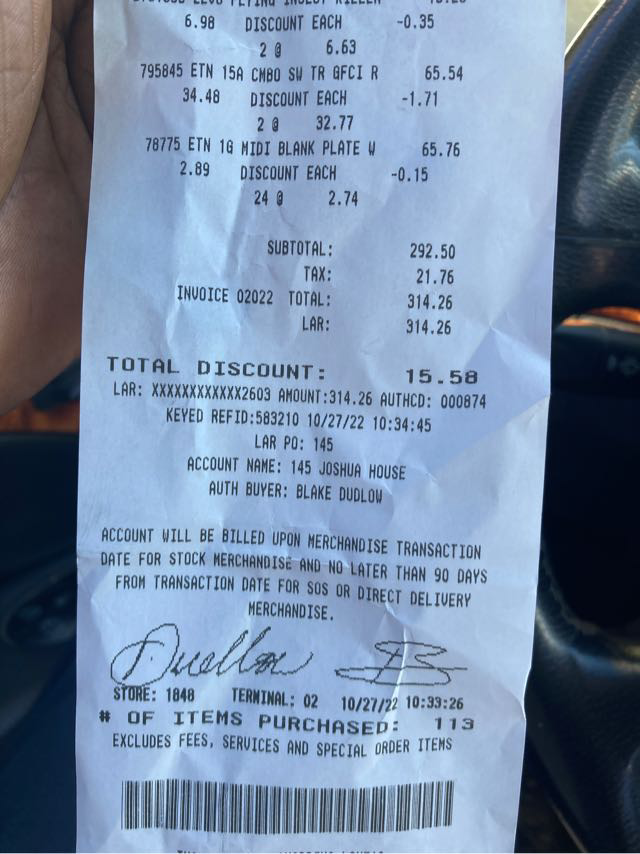 FLYING INSECT KILLER
6.98 DISCOUNT EACH -0.35
2 @ 6.63
795845 ETN 15A CMBO SW TR GFCI R 65.54
34.48 DISCOUNT EACH -1.71
2 @ 32.77
78775 ETN 1G MIDI BLANK PLATE W 65.76
2.89 DISCOUNT EACH -0.15
24 @ 2.74
SUBTOTAL: 292.50
TAX: 21.76
INVOICE 02022 TOTAL: 314.26
LAR: 314.26
TOTAL DISCOUNT: 15.58
LAR: XXXXXXXXXXXX2603 AMOUNT:314.26 AUTHCD: 000874
KEYED REFID:583210 10/27/22 10:34:45
LAR PO: 145
ACCOUNT NAME: 145 JOSHUA HOUSE
AUTH BUYER: BLAKE DUDLOW
ACCOUNT WILL BE BILLED UPON MERCHANDISE TRANSACTION
DATE FOR STOCK MERCHANDISE AND NO LATER THAN 90 DAYS
FROM TRANSACTION DATE FOR SOS OR DIRECT DELIVERY
MERCHANDISE.
STORE: 1848 TERMINAL: 02 10/27/22 10:33:26
# OF ITEMS PURCHASED: 113
EXCLUDES FEES, SERVICES AND SPECIAL ORDER ITEMS